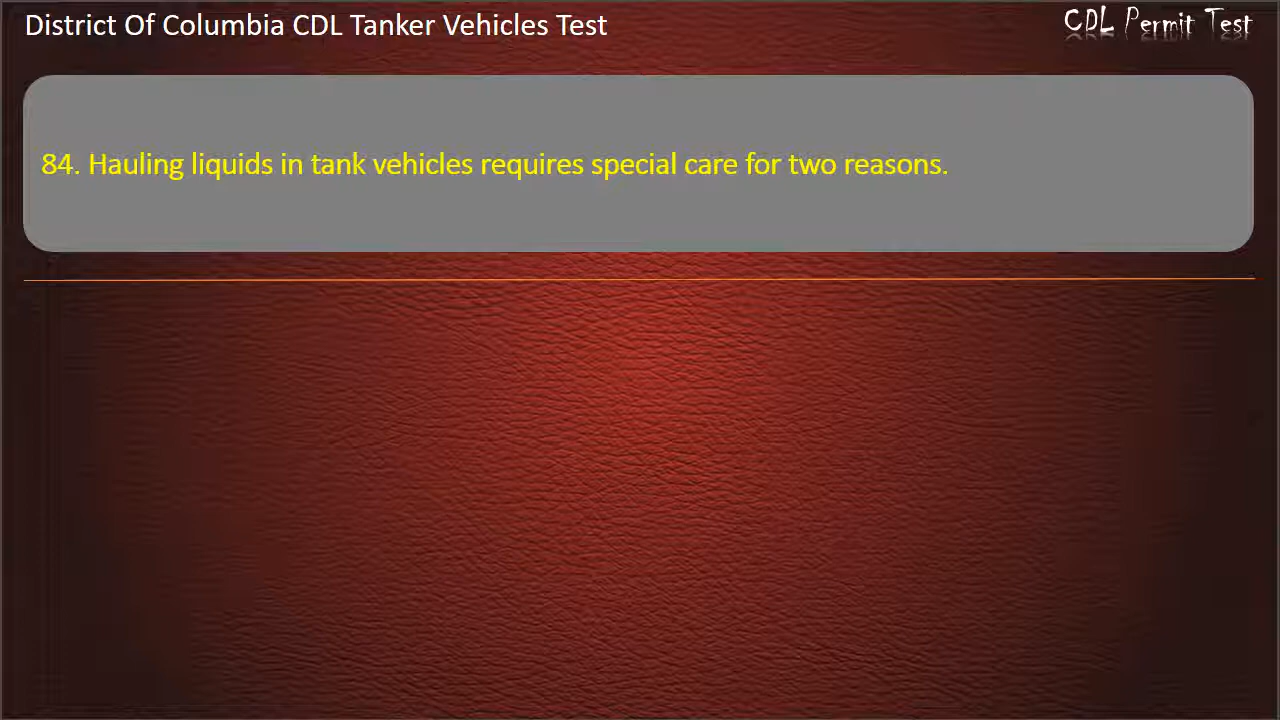 District Of Columbia CDL Tanker Vehicles Test
CDL Permit Test
84. Hauling liquids in tank vehicles requires special care for two reasons.